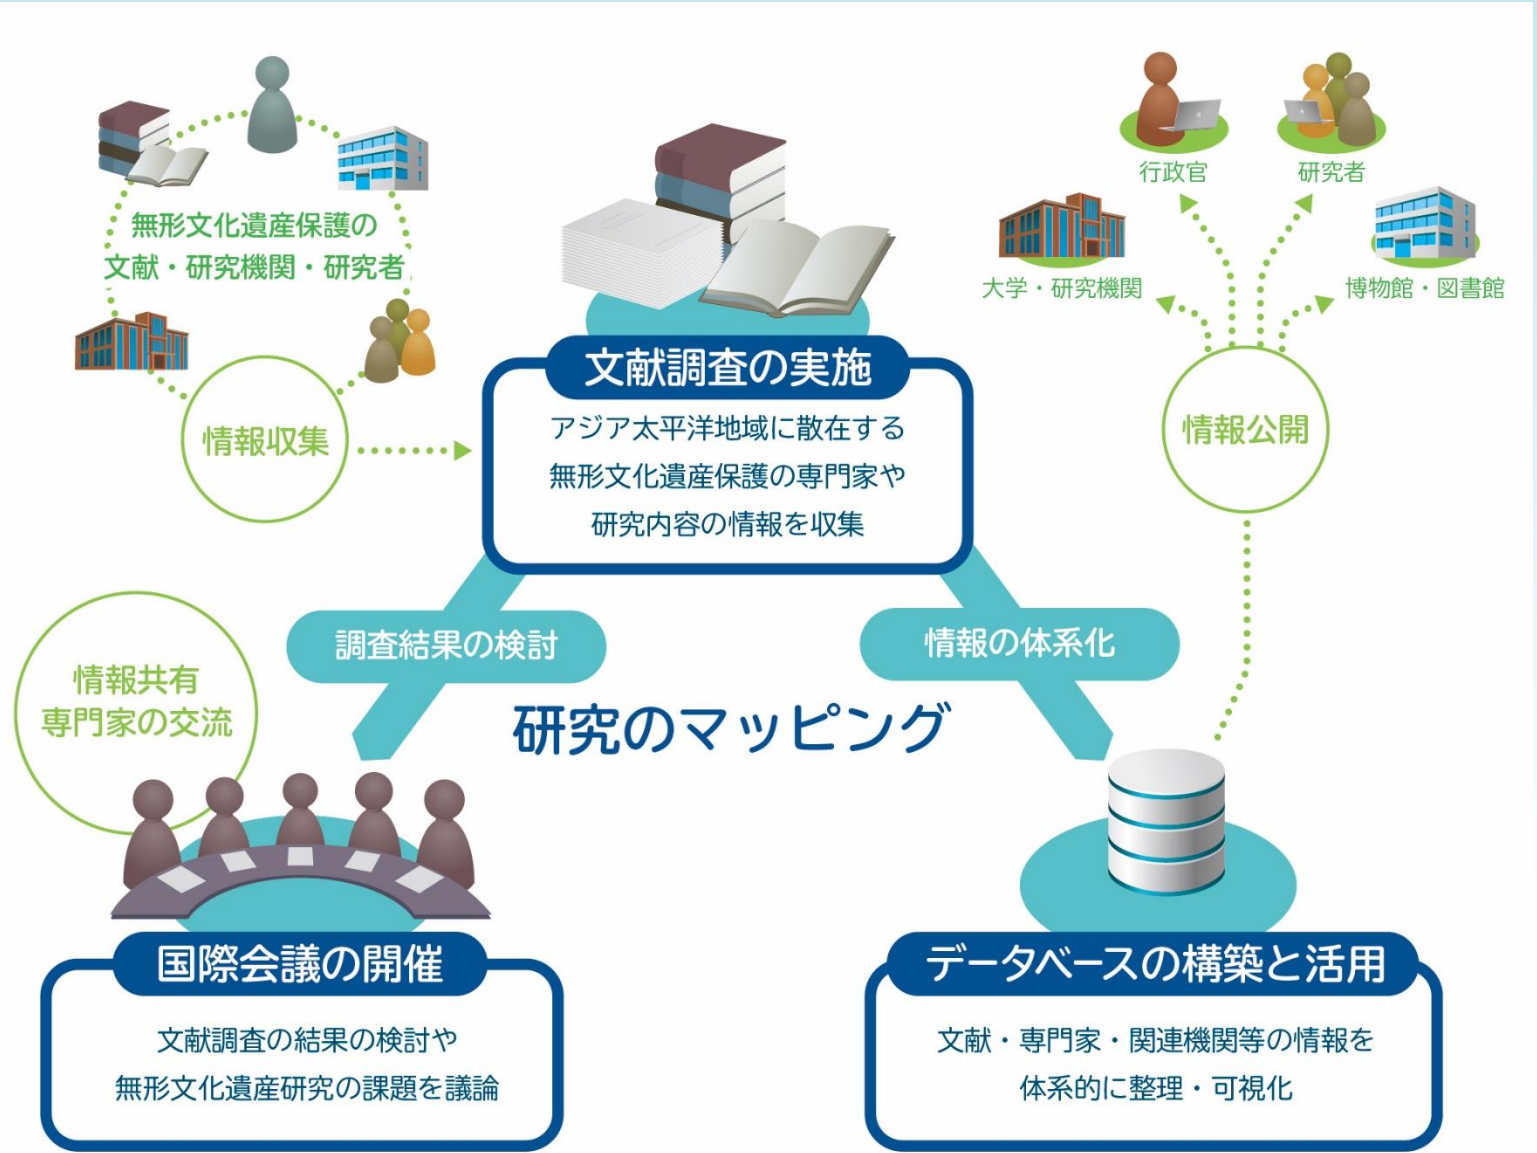 無形文化遺産保護の
文献・研究機関・研究者
情報収集
文献調査の実施
アジア太平洋地域に散在する
無形文化遺産保護の専門家や
研究内容の情報を収集
行政官
研究者
大学・研究機関
博物館・図書館
情報公開
調査結果の検討
情報の体系化
研究のマッピング
情報共有
専門家の交流
国際会議の開催
文献調査の結果の検討や
無形文化遺産研究の課題を議論
データベースの構築と活用
文献・専門家・関連機関等の情報を
体系的に整理・可視化